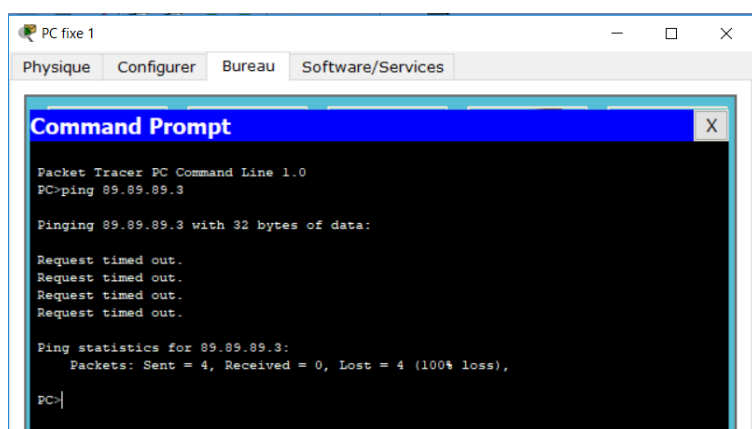 PC fixe 1
Physique Configurer Bureau Software/Services
Command Prompt X
Packet Tracer PC Command Line 1.0
PC>ping 89.89.89.3
Pinging 89.89.89.3 with 32 bytes of data:
Request timed out.
Request timed out.
Request timed out.
Request timed out.
Ping statistics for 89.89.89.3:
Packets: Sent = 4, Received = 0, Lost = 4 (100% loss),
PC>